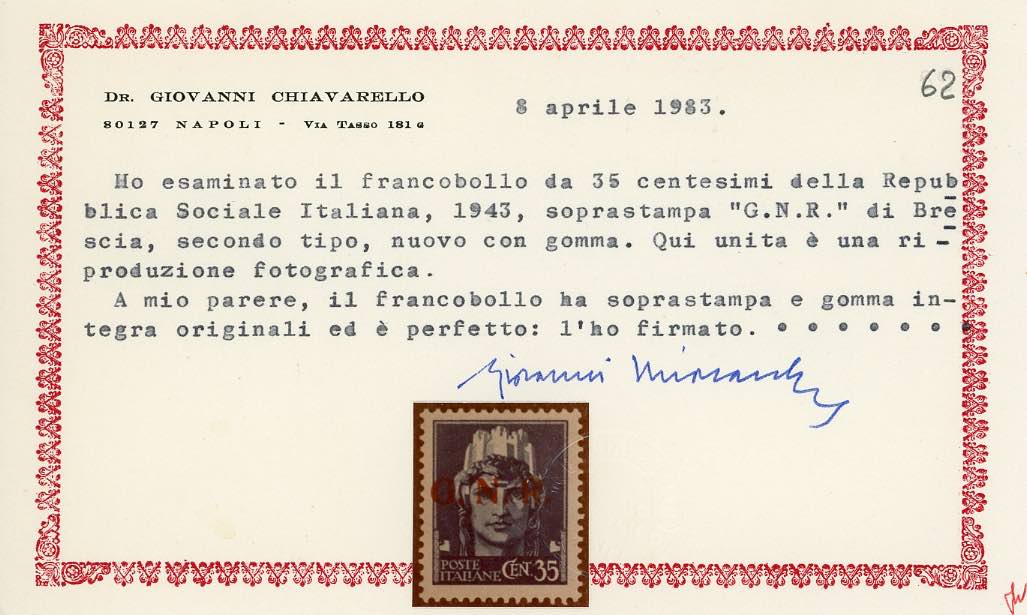 DR. GIOVANNI CHIAVARELLO
80127 NAPOLI - VIA TASSO 181 G
8 aprile 1983.
62
Ho esaminato il francobollo da 35 centesimi della Repub
blica Sociale Italiana, 1943, soprastampa "G.N.R." di Bre
scia, secondo tipo, nuovo con gomma. Qui unita è una ri-
produzione fotografica.
A mio parere, il francobollo ha soprastampa e gomma in-
tegra originali ed è perfetto: l'ho firmato. • • • • • • •
Giovanni
G. N. R.
POSTE
ITALIANE CEN. 35